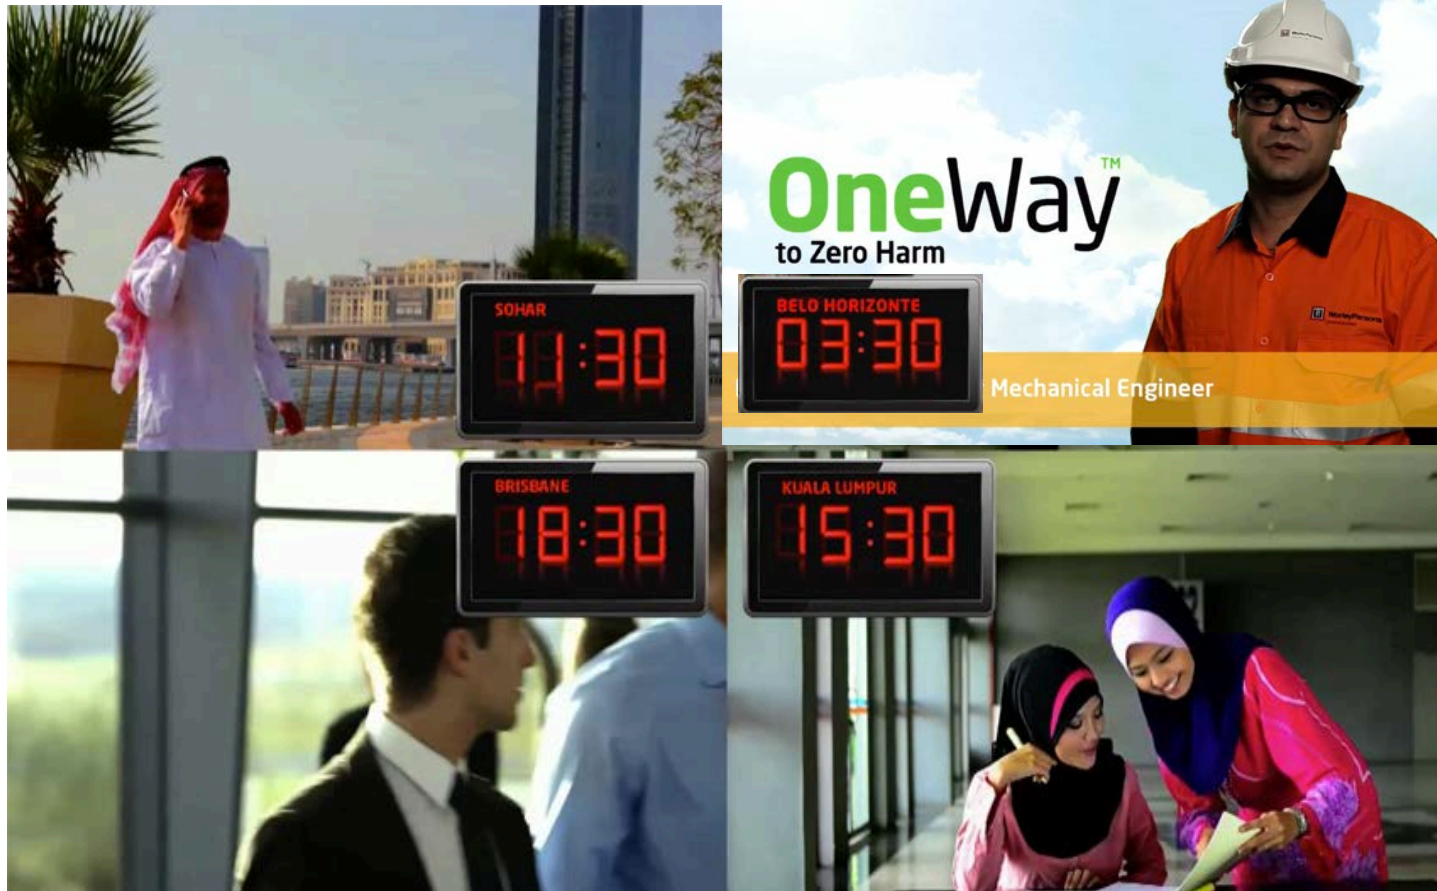 OneWay™
to Zero Harm
WorleyParsons
SOHAR
11:30
BELO HORIZONTE
03:30
Mechanical Engineer
BRISBANE
18:30
KUALA LUMPUR
15:30